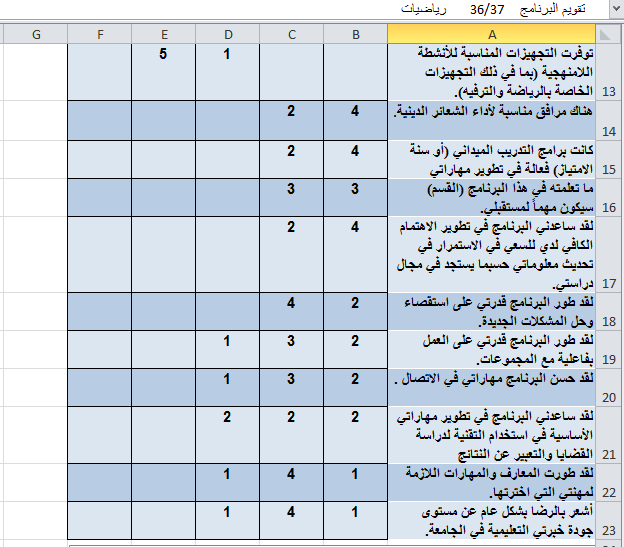 تقويم البرنامج 36/37 رياضيات
A B C D E F G
توفرت التجهيزات المناسبة للأنشطة
اللامنهجية (بما في ذلك التجهيزات
الخاصة بالرياضة والترفيه).
13 1 5
هناك مرافق مناسبة لأداء الشعائر الدينية.
14 4 2
كانت برامج التدريب الميداني (أو سنة
الامتياز) فعالة في تطوير مهاراتي
15 4 2
ما تعلمته في هذا البرنامج (القسم)
سيكون مهماً لمستقبلي.
16 3 3
لقد ساعدني البرنامج في تطوير الاهتمام
الكافي لدي للسعي في الاستمرار في
تحديث معلوماتي حسبما يستجد في مجال
دراستي.
17 4 2
لقد طور البرنامج قدرتي على استقصاء
وحل المشكلات الجديدة.
18 2 4
لقد طور البرنامج قدرتي على العمل
بفاعلية مع المجموعات.
19 2 3 1
لقد حسن البرنامج مهاراتي في الاتصال .
20 2 3 1
لقد ساعدني البرنامج في تطوير مهاراتي
الأساسية في استخدام التقنية لدراسة
القضايا والتعبير عن النتائج
21 2 2 2
لقد طورت المعارف والمهارات اللازمة
لمهنتي التي اخترتها.
22 1 4 1
أشعر بالرضا بشكل عام عن مستوى
جودة خبرتي التعليمية في الجامعة.
23 1 4 1